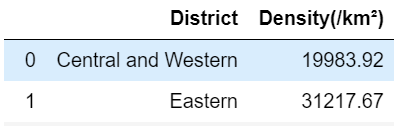 District Density(/km²)
0 Central and Western 19983.92
1 Eastern 31217.67